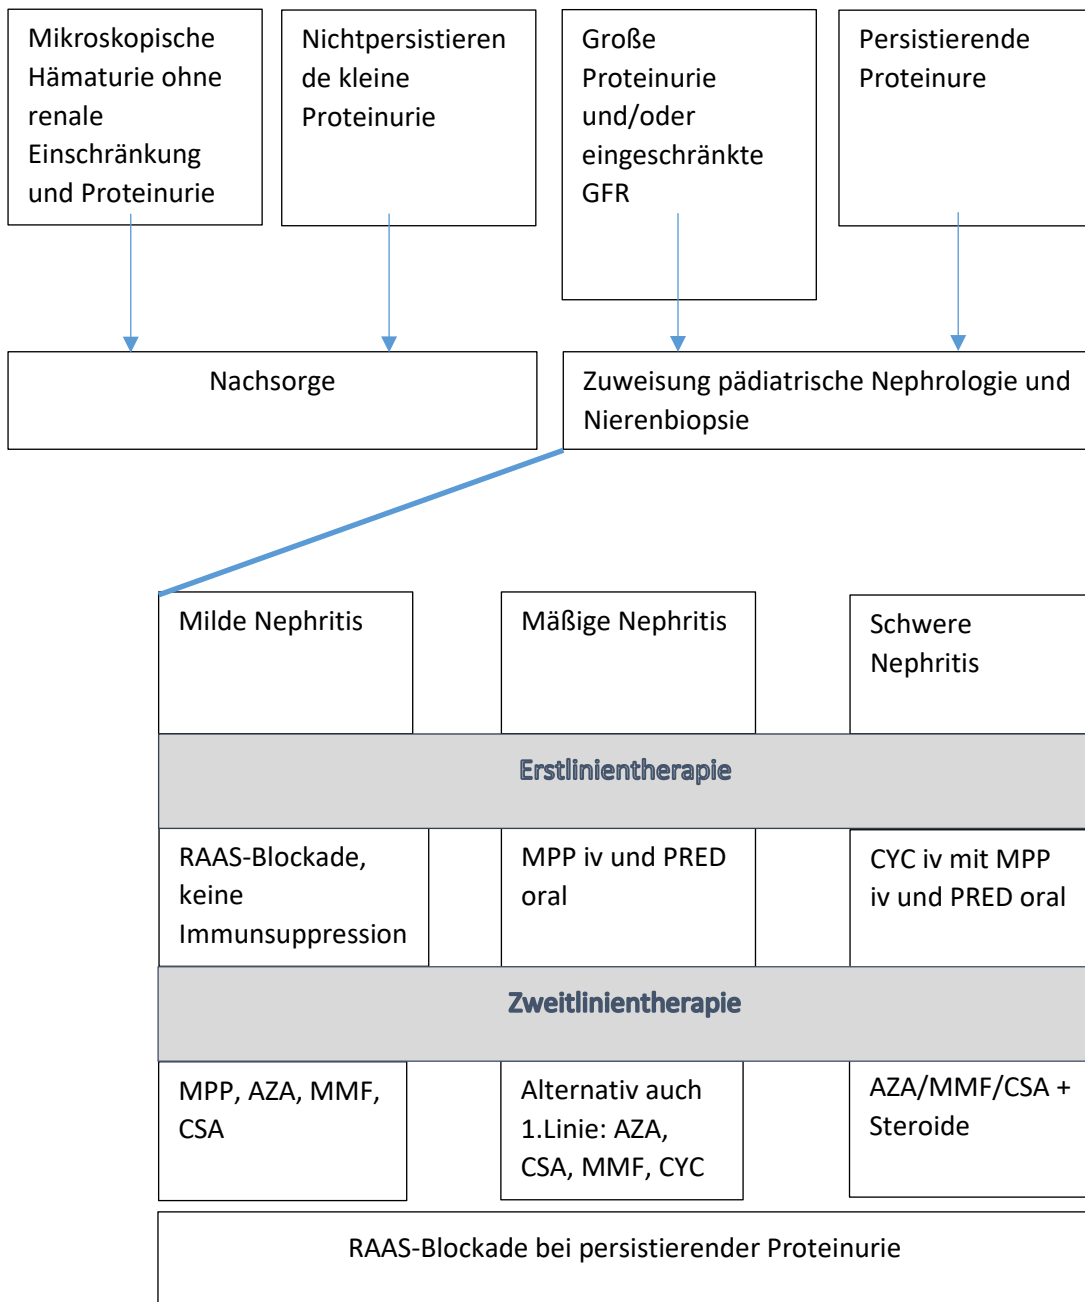 Mikroskopische
Hämaturie ohne
renale
Einschränkung
und Proteinurie
Nichtpersistieren
de kleine
Proteinurie
Große
Proteinurie
und/oder
eingeschränkte
GFR
Persistierende
Proteinure
Nachsorge
Zuweisung pädiatrische Nephrologie und
Nierenbiopsie
Milde Nephritis
Mäßige Nephritis
Schwere
Nephritis
Erstlinientherapie
RAAS-Blockade,
keine
Immunsuppression
MPP iv und PRED
oral
CYC iv mit MPP
iv und PRED oral
Zweitlinientherapie
MPP, AZA, MMF,
CSA
Alternativ auch
1.Linie: AZA,
CSA, MMF, CYC
AZA/MMF/CSA +
Steroide
RAAS-Blockade bei persistierender Proteinurie